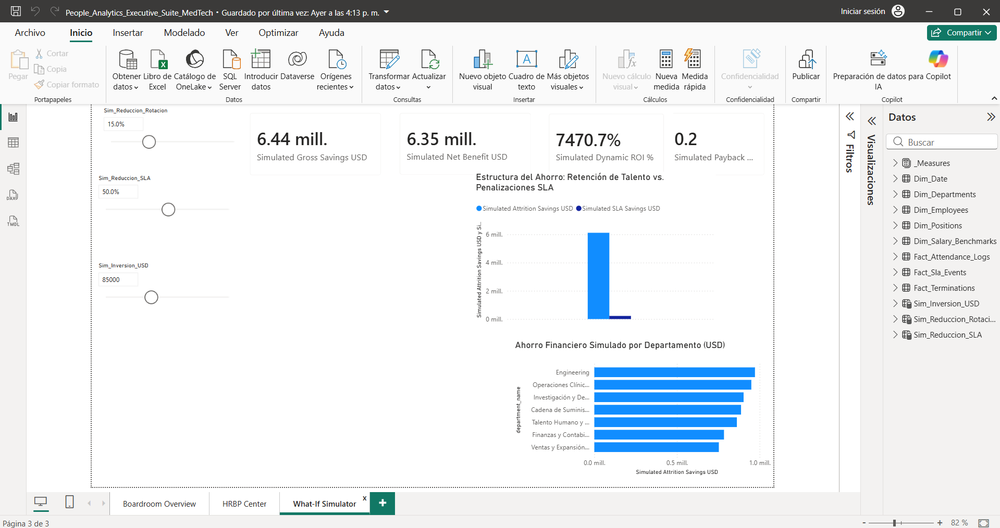 People_Analytics_Executive_Suite_MedTech • Guardado por última vez: Ayer a las 4:13 p. m.
Iniciar sesión
Archivo
Inicio
Insertar
Modelado
Ver
Optimizar
Ayuda
Compartir
Pegar
Cortar
Copia
Copiar formato
Portapapeles
Obtener datos
Libro de Excel
Catálogo de OneLake
SQL Server
Introducir datos
Dataverse
Orígenes recientes
Datos
Transformar datos
Actualizar
Consultas
Nuevo objeto visual
Cuadro de texto
Más objetos visuales
Insertar
Nuevo cálculo visual
Nueva medida
Medida rápida
Cálculos
Confidencialidad
Confidencialidad
Publicar
Compartir
Preparación de datos para IA
Copilot
Copilot
DAX
TMDL
Sim_Reduccion_Rotacion
15.0%
Sim_Reduccion_SLA
50.0%
Sim_Inversion_USD
85000
6.44 mill.
Simulated Gross Savings USD
6.35 mill.
Simulated Net Benefit USD
7470.7%
Simulated Dynamic ROI %
0.2
Simulated Payback ...
Estructura del Ahorro: Retención de Talento vs.
Penalizaciones SLA
Simulated Attrition Savings USD
Simulated SLA Savings USD
Simulated Attrition Savings USD y Si...
6 mill.
4 mill.
2 mill.
0 mill.
Ahorro Financiero Simulado por Departamento (USD)
department_name
Engineering
Operaciones Clínic...
Investigación y De...
Cadena de Suminis...
Talento Humano y ...
Finanzas y Contabi...
Ventas y Expansión...
0.0 mill.
0.5 mill.
1.0 mill.
Simulated Attrition Savings USD
Filtros
Visualizaciones
Datos
Buscar
_Measures
Dim_Date
Dim_Departments
Dim_Employees
Dim_Positions
Dim_Salary_Benchmarks
Fact_Attendance_Logs
Fact_Sla_Events
Fact_Terminations
Sim_Inversion_USD
Sim_Reduccion_Rotaci...
Sim_Reduccion_SLA
Boardroom Overview
HRBP Center
What-If Simulator
x
+
Página 3 de 3
- + 82 %